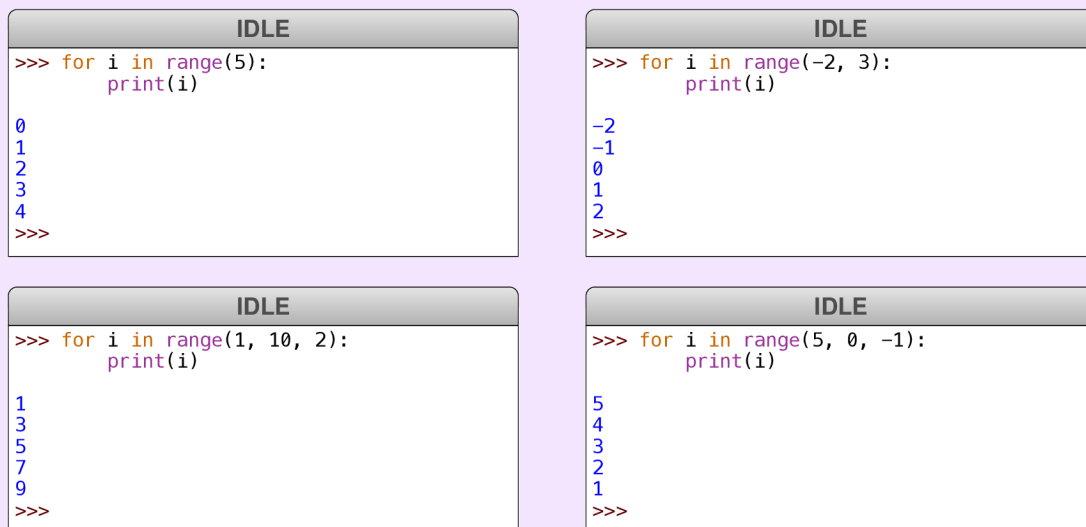 IDLE
>>> for i in range(5):
        print(i)
0
1
2
3
4
>>>
IDLE
>>> for i in range(−2, 3):
        print(i)
−2
−1
0
1
2
>>>
IDLE
>>> for i in range(1, 10, 2):
        print(i)
1
3
5
7
9
>>>
IDLE
>>> for i in range(5, 0, −1):
        print(i)
5
4
3
2
1
>>>